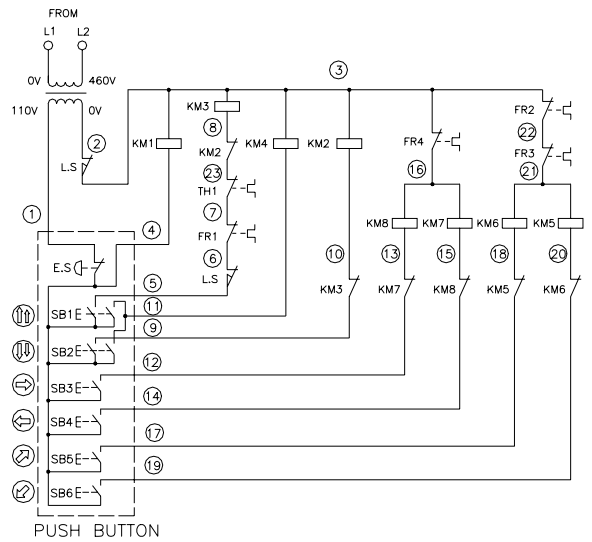 FROM
L1 L2
0V 460V
110V 0V
3
KM3
8
KM1
KM2
KM4
KM2
2
L.S
FR2
22
FR4
FR3
23
TH1
16
21
7
FR1
1
4
KM8 KM7 KM6 KM5
6
L.S
10 13 15 18 20
E.S
5
KM3 KM7 KM8 KM5 KM6
11
SB1
9
SB2
12
SB3
14
SB4
17
SB5
19
SB6
PUSH BUTTON